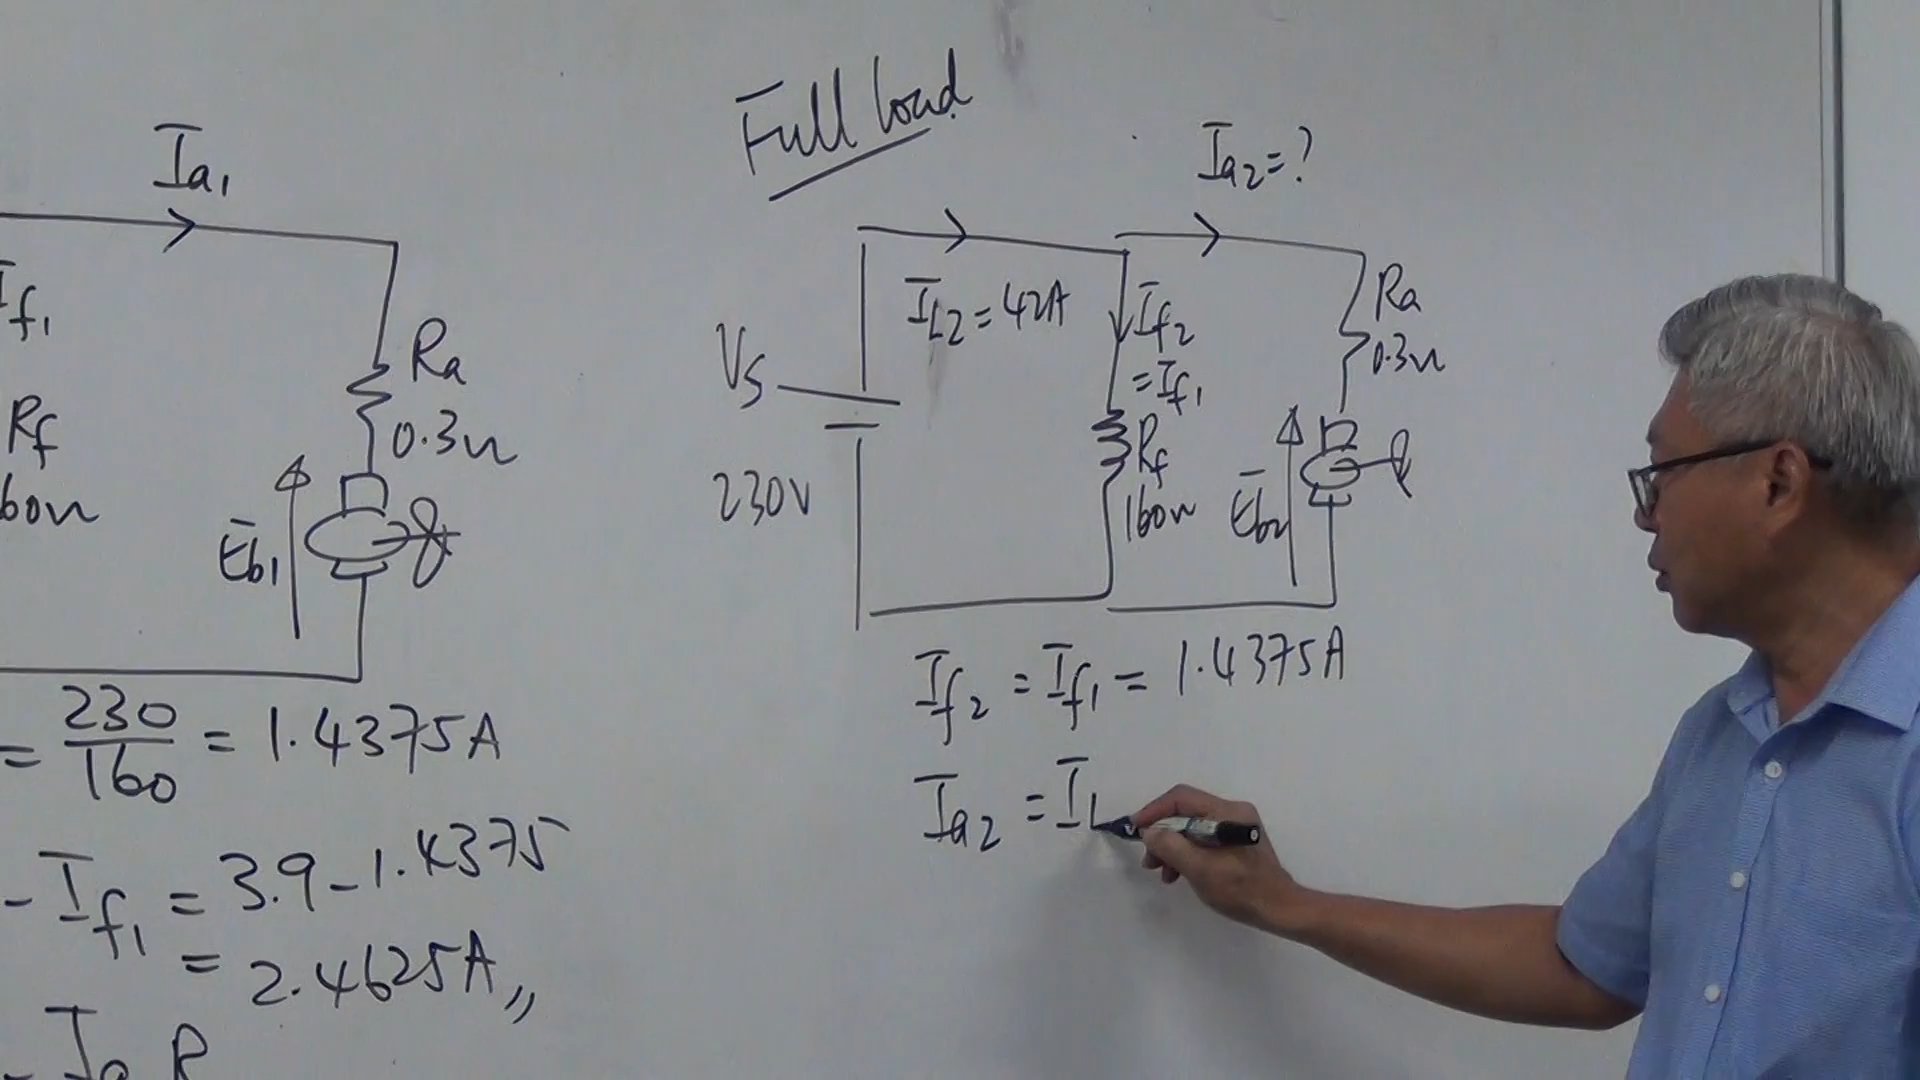 Ia1
If1
Rf
60Ω
Ra
0.3Ω
Eb1
= 230/160 = 1.4375A
- If1 = 3.9 - 1.4375
= 2.4625A,,
- Ia R
Full load
Ia2 = ?
IL2 = 42A
If2
= If1
Ra
0.3Ω
Vs
230V
Rf
160Ω
Eb2
If2 = If1 = 1.4375A
Ia2 = IL